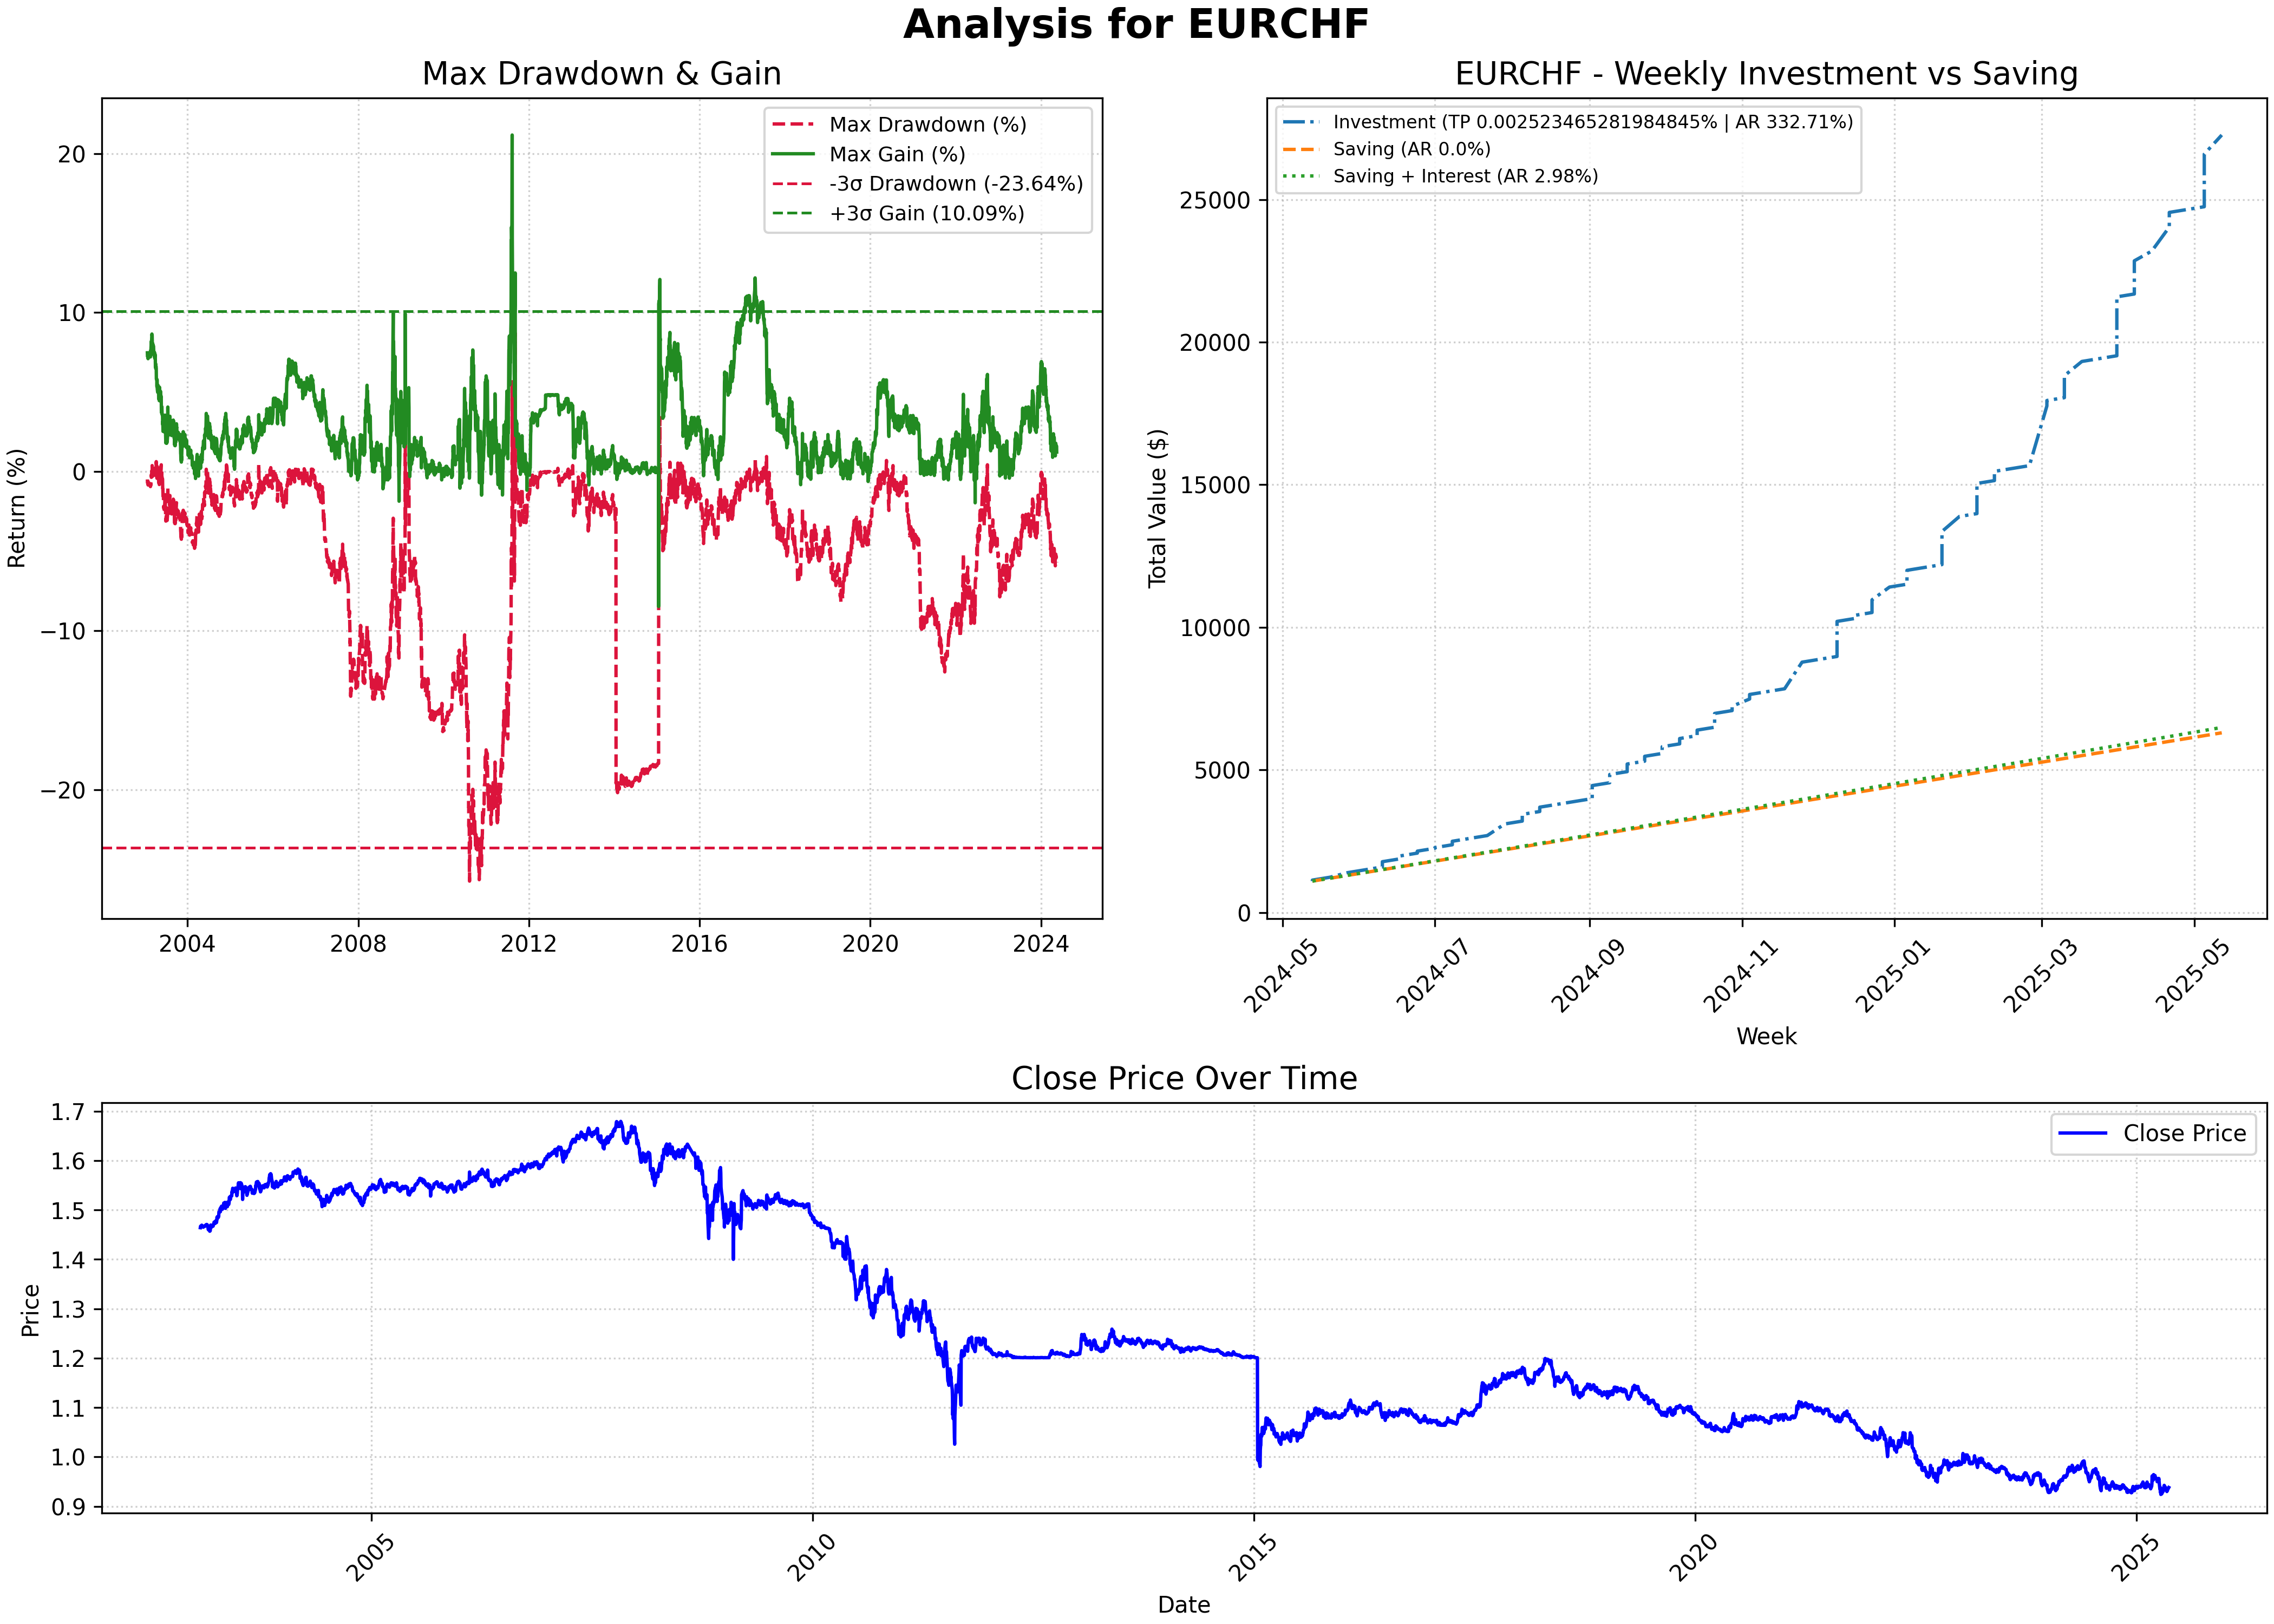 Analysis for EURCHF
Max Drawdown & Gain
Return (%)
20
10
0
−10
−20
2004
2008
2012
2016
2020
2024
Max Drawdown (%)
Max Gain (%)
-3σ Drawdown (-23.64%)
+3σ Gain (10.09%)
EURCHF - Weekly Investment vs Saving
Total Value ($)
25000
20000
15000
10000
5000
0
2024-05
2024-07
2024-09
2024-11
2025-01
2025-03
2025-05
Week
Investment (TP 0.002523465281984845% | AR 332.71%)
Saving (AR 0.0%)
Saving + Interest (AR 2.98%)
Close Price Over Time
Price
1.7
1.6
1.5
1.4
1.3
1.2
1.1
1.0
0.9
2005
2010
2015
2020
2025
Date
Close Price